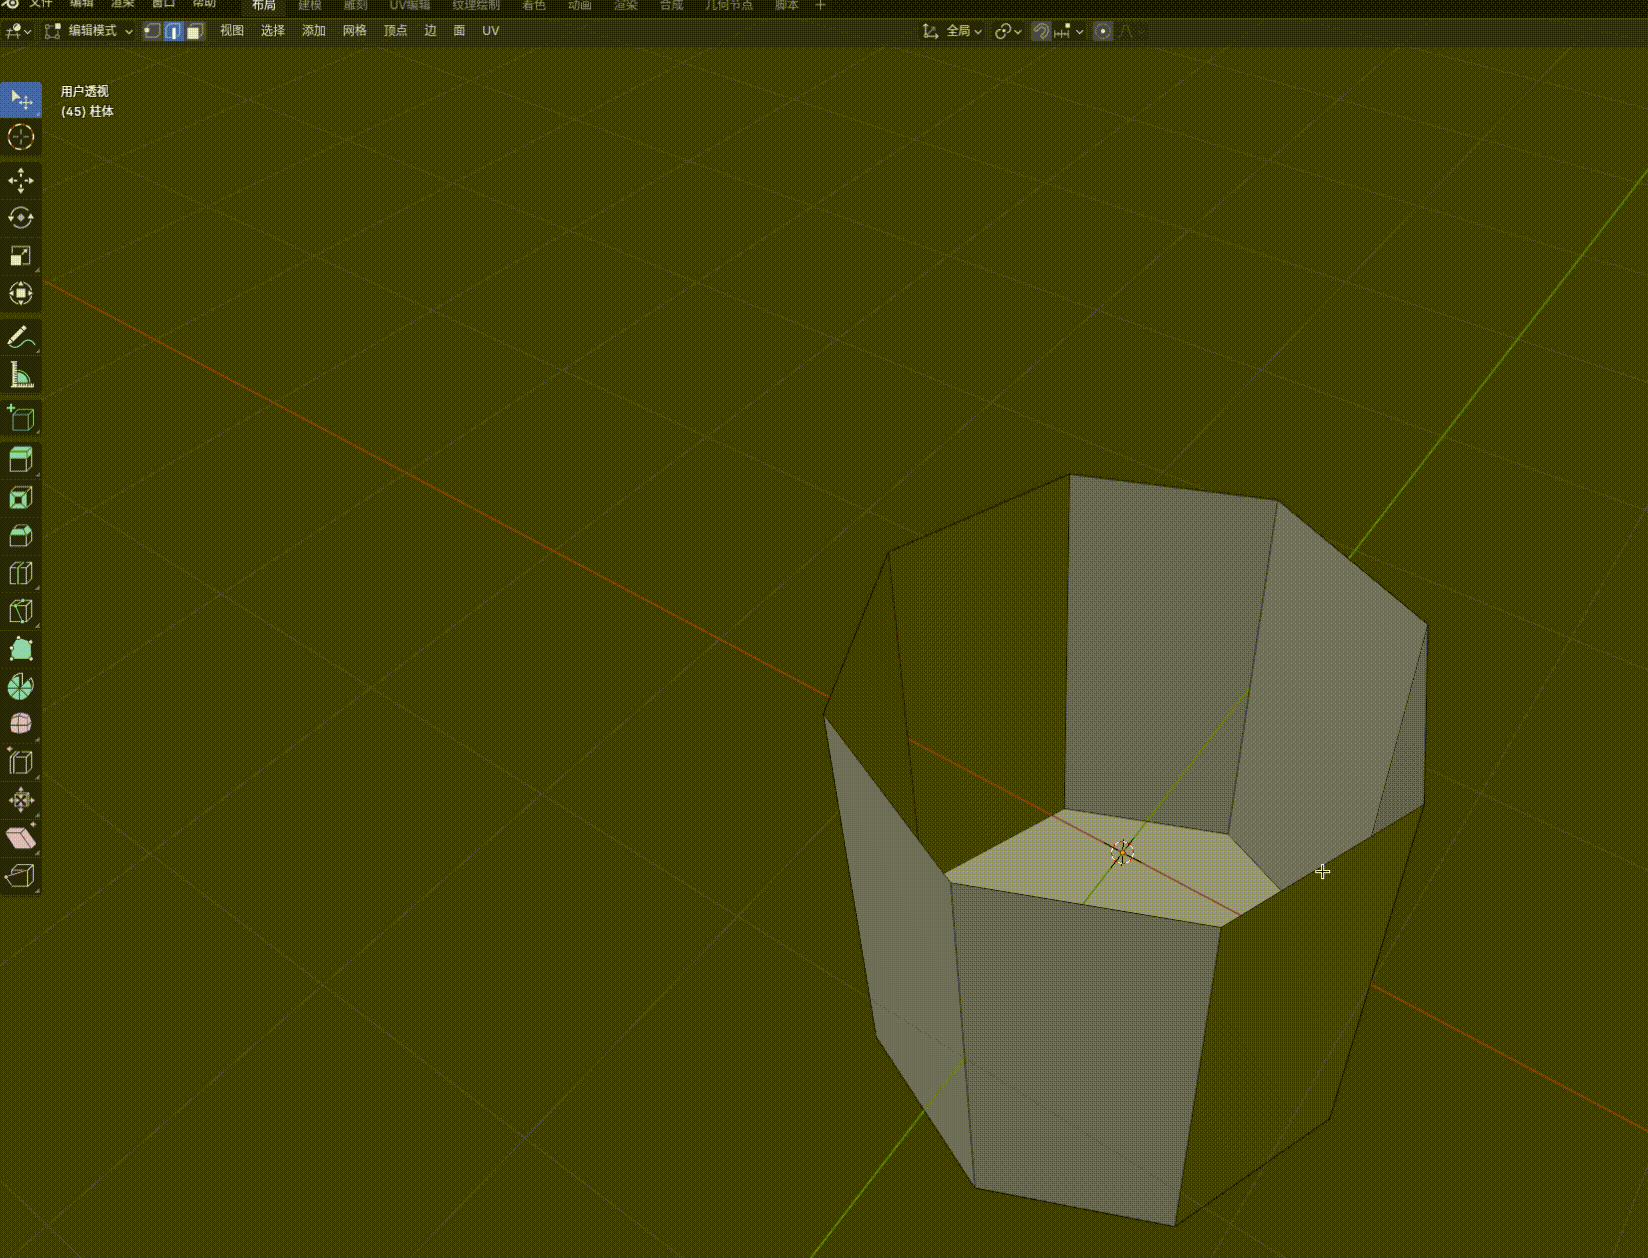 文件 编辑 渲染 窗口 帮助 布局 建模 雕刻 UV编辑 纹理绘制 着色 动画 渲染 合成 几何节点 脚本 +
编辑模式 视图 选择 添加 网格 顶点 边 面 UV 全局
用户透视
(45) 柱体